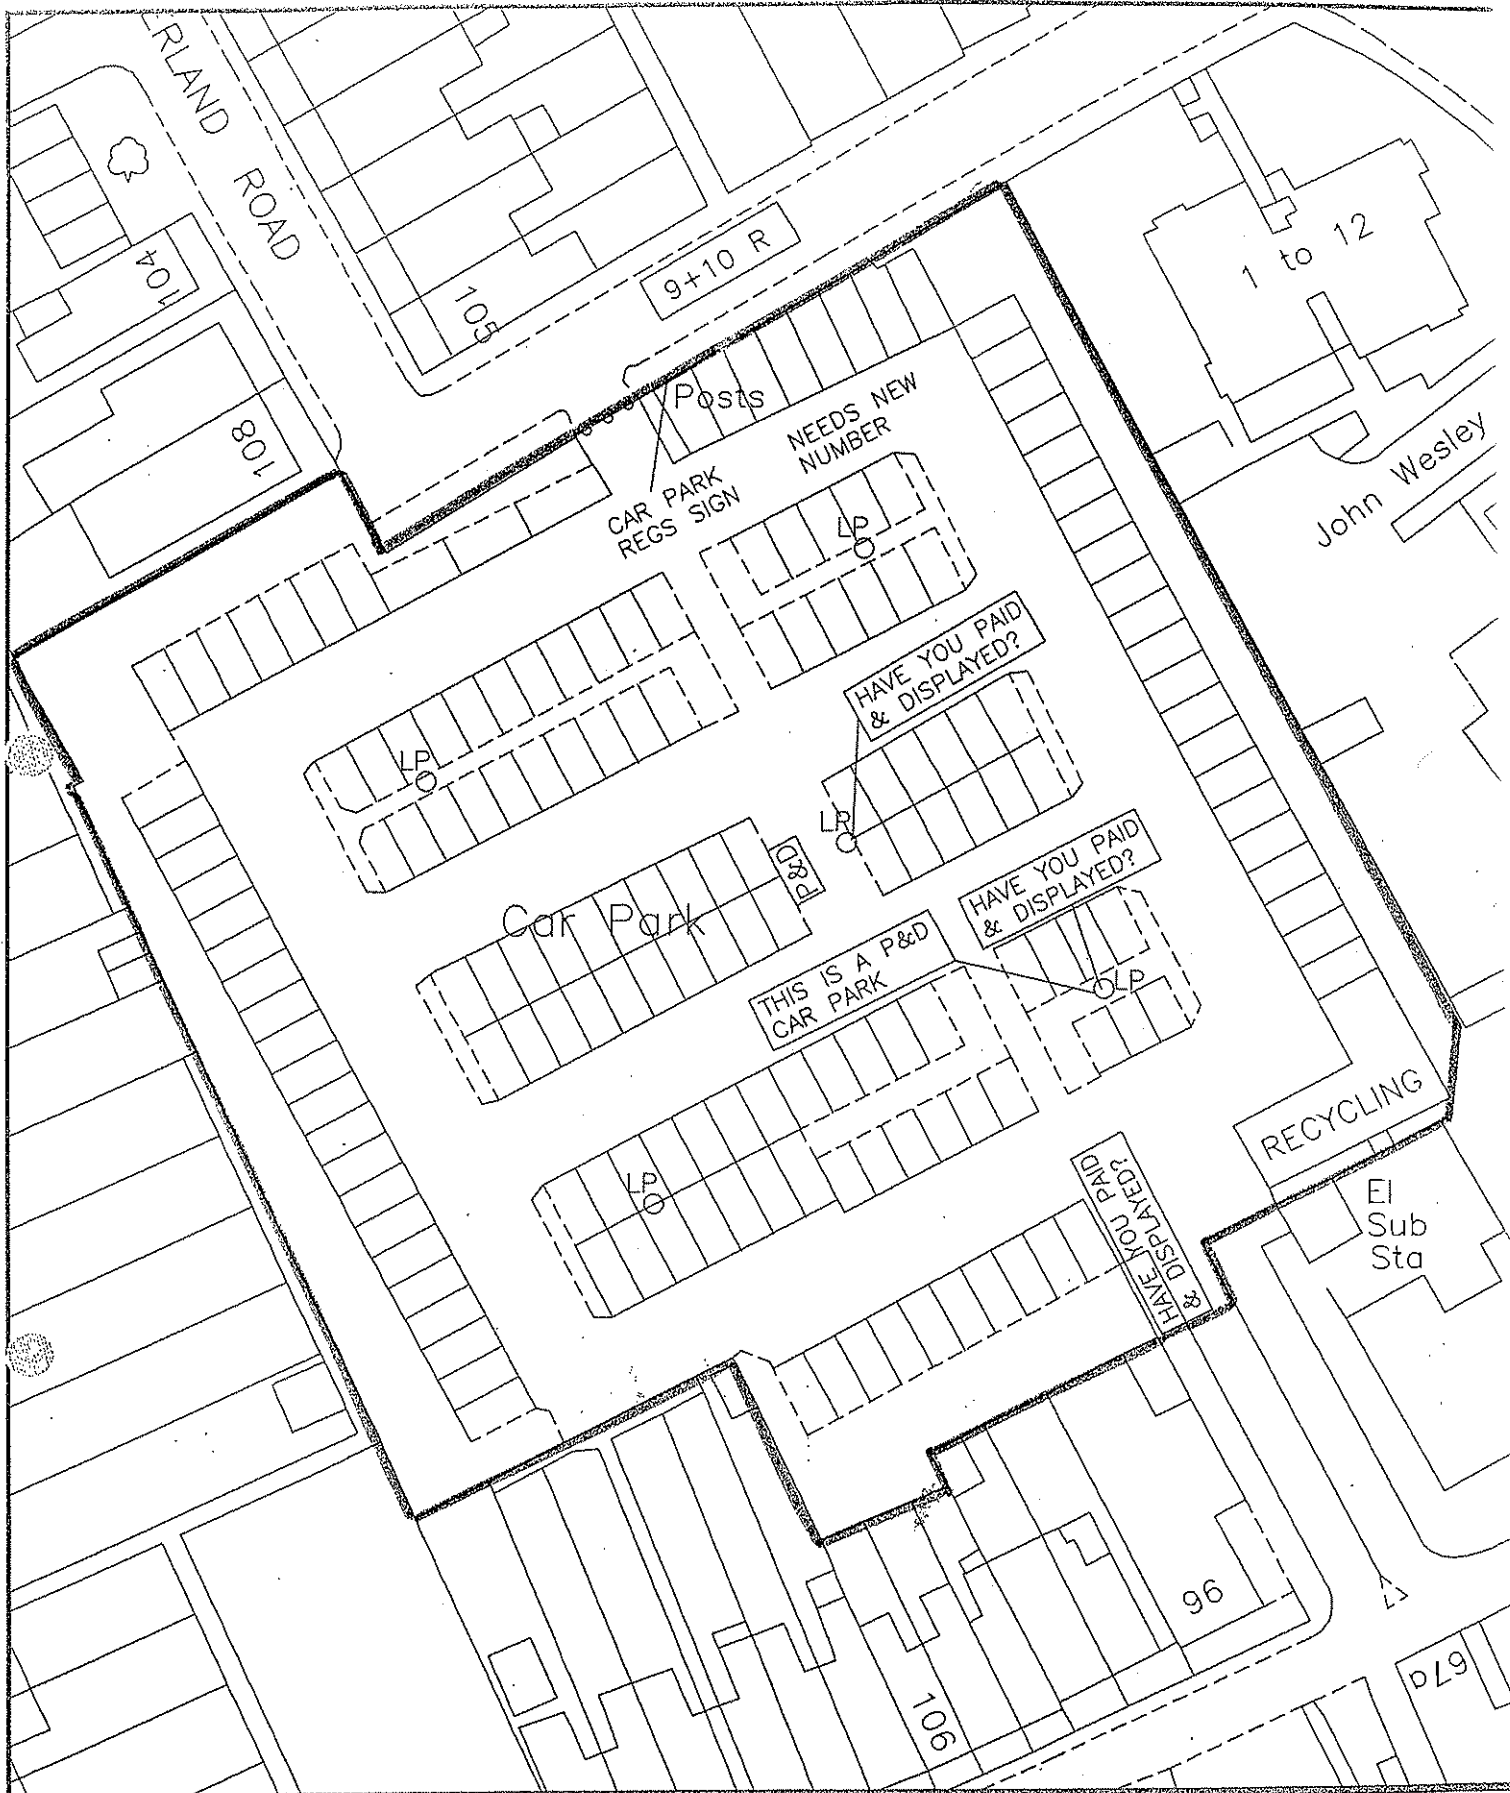 RLAND ROAD
104
105
108
9+10 R
1 to 12
John Wesley
Posts
NEEDS NEW
NUMBER
CAR PARK
REGS SIGN
LP
HAVE YOU PAID
& DISPLAYED?
LP
LP
P&D
HAVE YOU PAID
& DISPLAYED?
Car Park
THIS IS A P&D
CAR PARK
LP
RECYCLING
HAVE YOU PAID
& DISPLAYED?
LP
El
Sub
Sta
96
106
67a